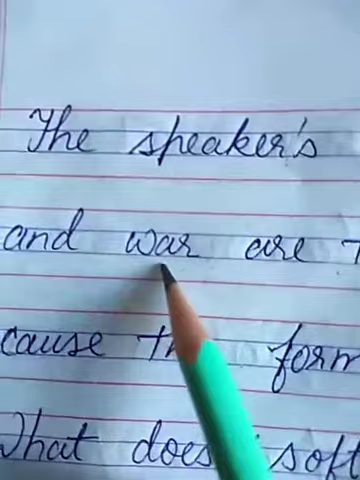 The speaker's
and war are
cause form
What does soft